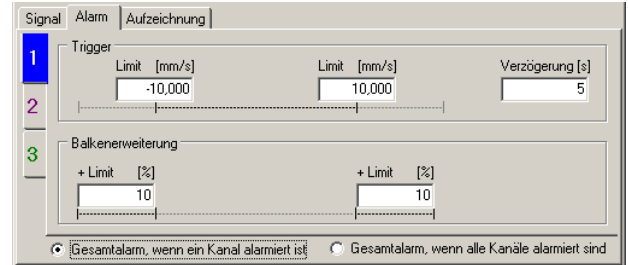 Signal Alarm Aufzeichnung
1
2
3
Trigger
Limit [mm/s] Limit [mm/s] Verzögerung [s]
-10,000 10,000 5
Balkenerweiterung
+ Limit [%] + Limit [%]
10 10
Gesamtalarm, wenn ein Kanal alarmiert ist Gesamtalarm, wenn alle Kanäle alarmiert sind